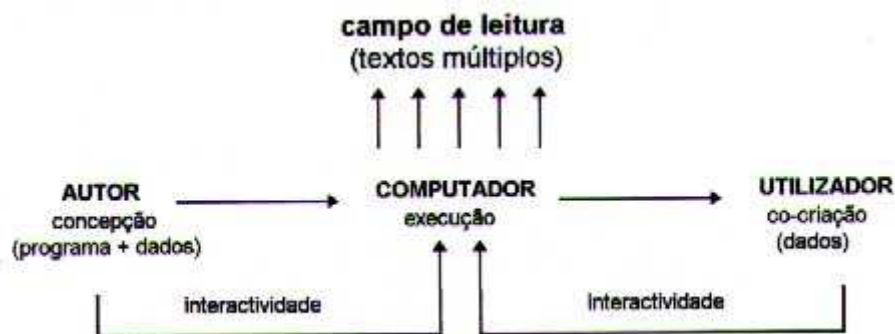 campo de leitura
(textos múltiplos)
AUTOR
concepção
(programa + dados)
COMPUTADOR
execução
UTILIZADOR
co-criação
(dados)
interactividade
interactividade